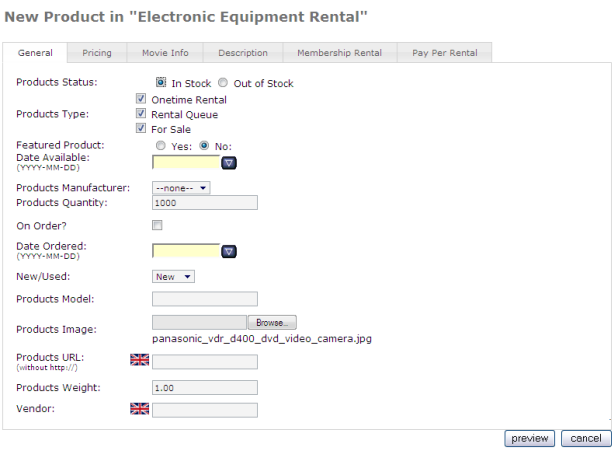 New Product in "Electronic Equipment Rental"
General Pricing Movie Info Description Membership Rental Pay Per Rental
Products Status: In Stock Out of Stock
Onetime Rental
Products Type: Rental Queue
For Sale
Featured Product: Yes: No:
Date Available:
(YYYY-MM-DD)
Products Manufacturer: --none--
Products Quantity: 1000
On Order?
Date Ordered:
(YYYY-MM-DD)
New/Used: New
Products Model:
Products Image: Browse...
panasonic_vdr_d400_dvd_video_camera.jpg
Products URL:
(without http://)
Products Weight: 1.00
Vendor:
preview cancel